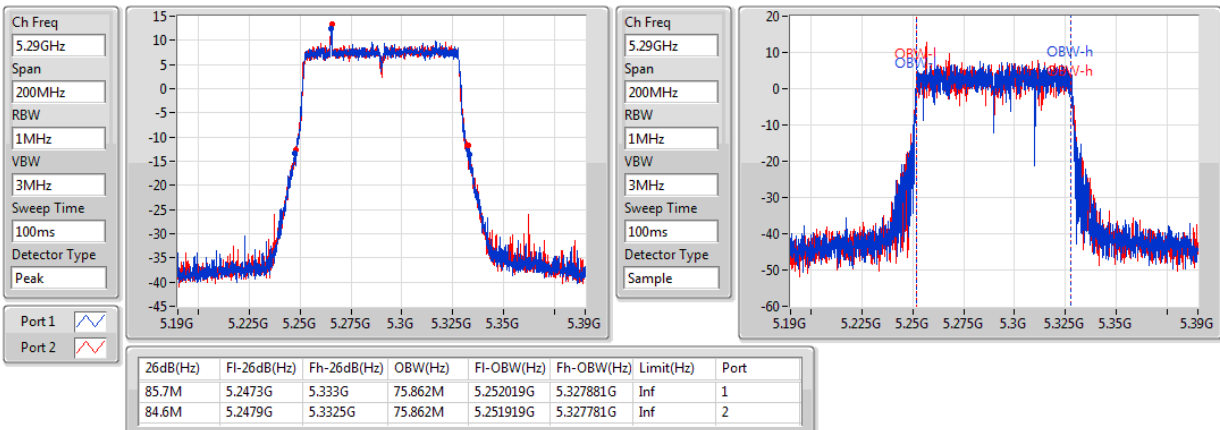 Ch Freq
5.29GHz
Span
200MHz
RBW
1MHz
VBW
3MHz
Sweep Time
100ms
Detector Type
Peak
Port 1
Port 2
15
10
5
0
-5
-10
-15
-20
-25
-30
-35
-40
-45
5.19G 5.225G 5.25G 5.275G 5.3G 5.325G 5.35G 5.39G
Ch Freq
5.29GHz
Span
200MHz
RBW
1MHz
VBW
3MHz
Sweep Time
100ms
Detector Type
Sample
20
10
0
-10
-20
-30
-40
-50
-60
OBW-l
OBW-h
OBW-h
5.19G 5.225G 5.25G 5.275G 5.3G 5.325G 5.35G 5.39G
26dB(Hz) Fl-26dB(Hz) Fh-26dB(Hz) OBW(Hz) Fl-OBW(Hz) Fh-OBW(Hz) Limit(Hz) Port
85.7M 5.2473G 5.333G 75.862M 5.252019G 5.327881G Inf 1
84.6M 5.2479G 5.3325G 75.862M 5.251919G 5.327781G Inf 2